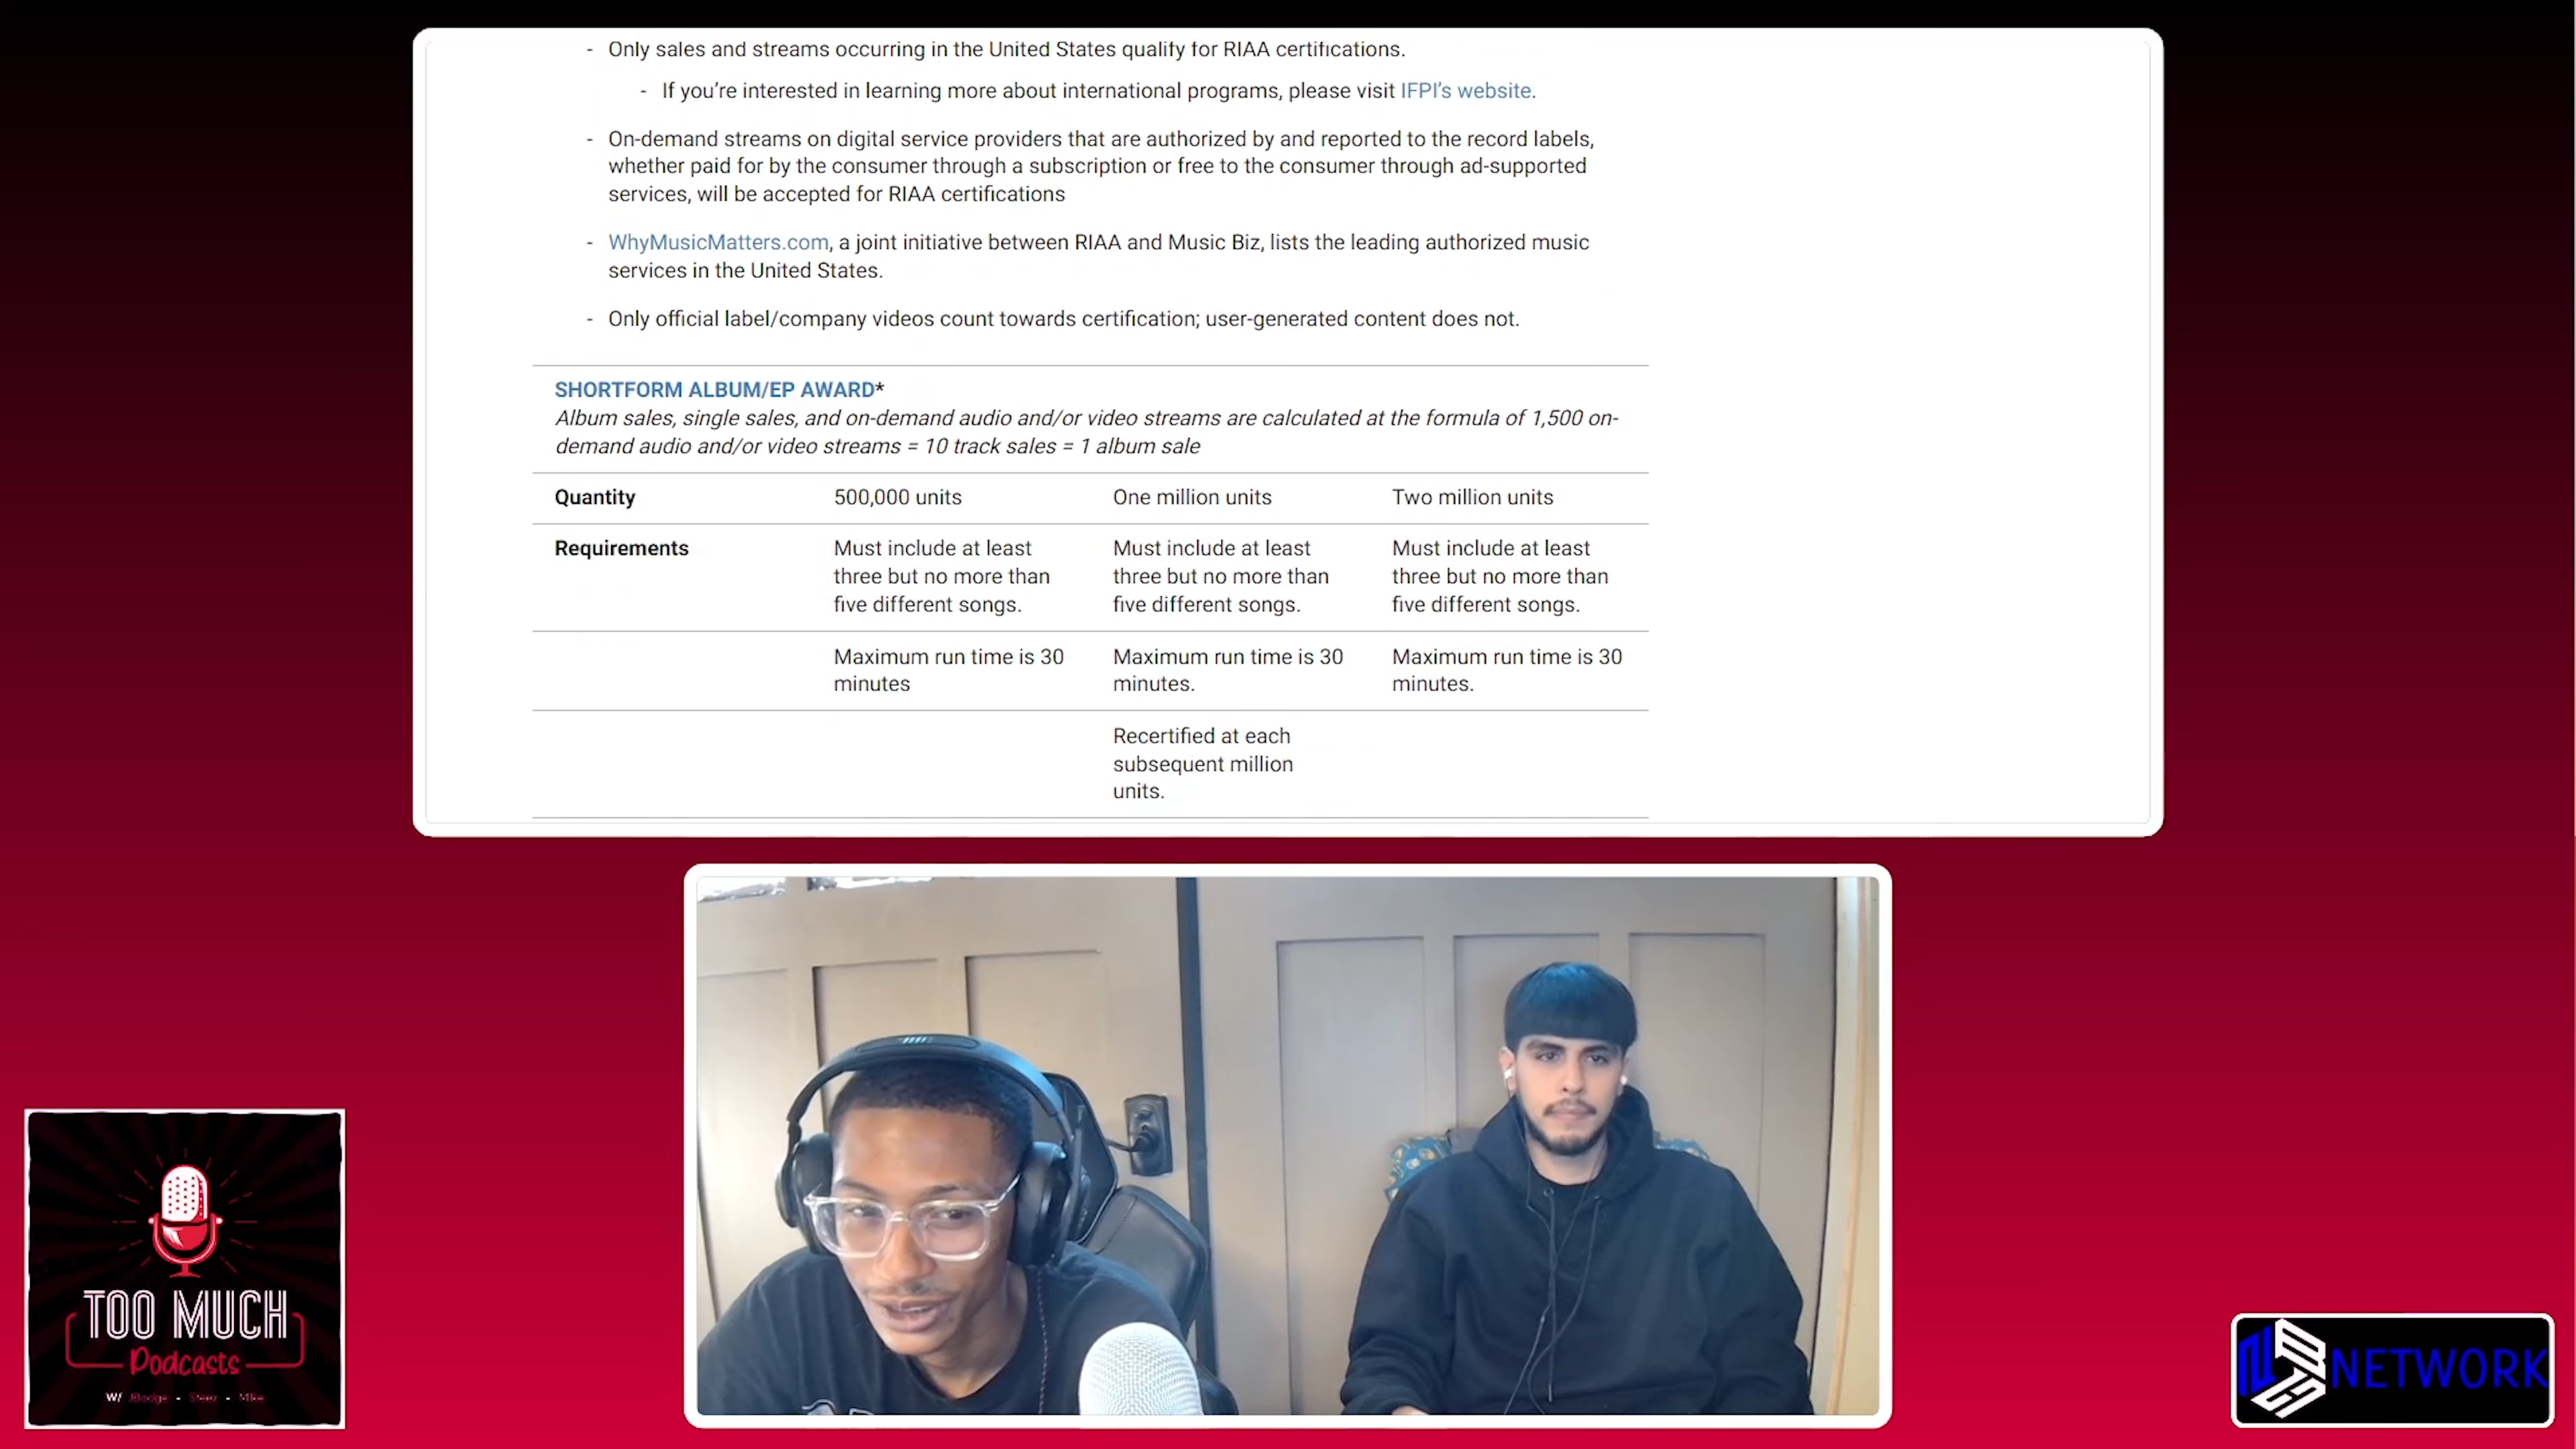 - Only sales and streams occurring in the United States qualify for RIAA certifications.
- If you're interested in learning more about international programs, please visit IFPI's website.
- On-demand streams on digital service providers that are authorized by and reported to the record labels,
whether paid for by the consumer through a subscription or free to the consumer through ad-supported
services, will be accepted for RIAA certifications
- WhyMusicMatters.com, a joint initiative between RIAA and Music Biz, lists the leading authorized music
services in the United States.
- Only official label/company videos count towards certification; user-generated content does not.
SHORTFORM ALBUM/EP AWARD*
Album sales, single sales, and on-demand audio and/or video streams are calculated at the formula of 1,500 on-
demand audio and/or video streams = 10 track sales = 1 album sale
Quantity 500,000 units One million units Two million units
Requirements Must include at least Must include at least Must include at least
three but no more than three but no more than three but no more than
five different songs. five different songs. five different songs.
Maximum run time is 30 Maximum run time is 30 Maximum run time is 30
minutes minutes. minutes.
Recertified at each
subsequent million
units.
TOO MUCH
Podcasts
W/ - - Mike
NETWORK